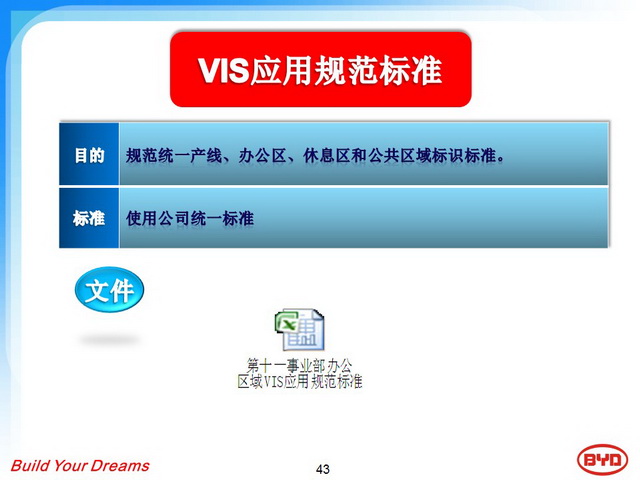 VIS应用规范标准
目的
规范统一产线、办公区、休息区和公共区域标识标准。
标准
使用公司统一标准
文件
第十一事业部办公
区域VIS应用规范标准
Build Your Dreams
43
BYD